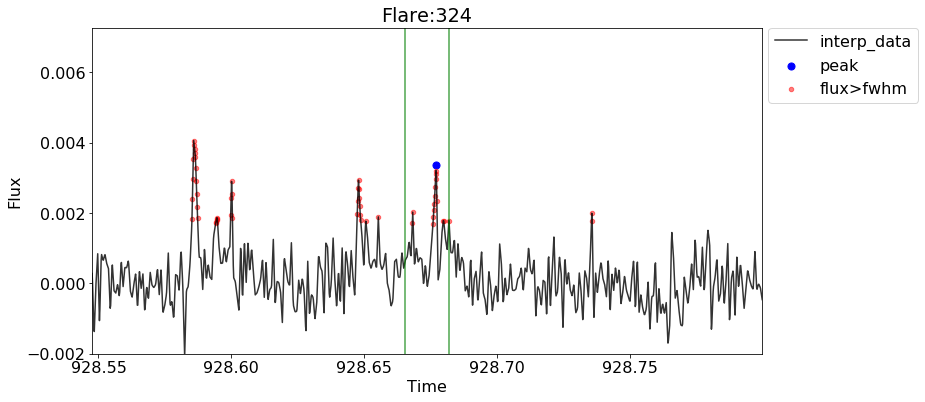 Flare:324
interp_data
peak
flux>fwhm
0.006
0.004
0.002
0.000
−0.002
Flux
928.55
928.60
928.65
928.70
928.75
Time